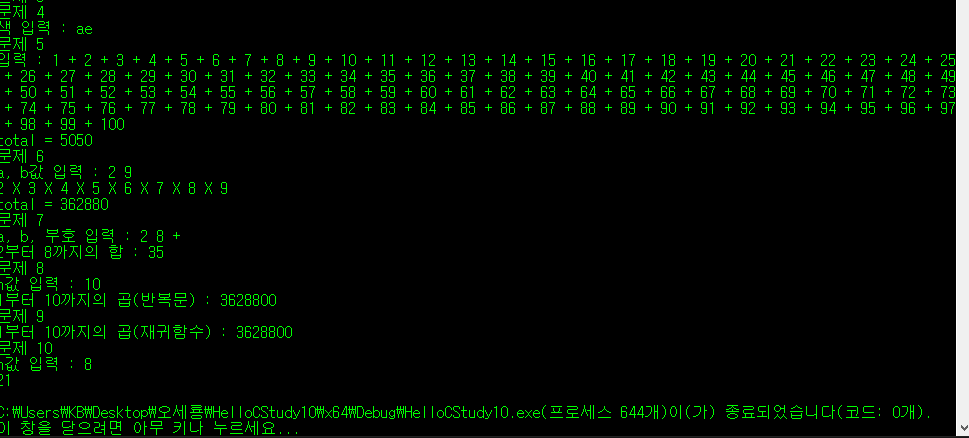 문제 4
색 입력 : ae
문제 5
입력 : 1 + 2 + 3 + 4 + 5 + 6 + 7 + 8 + 9 + 10 + 11 + 12 + 13 + 14 + 15 + 16 + 17 + 18 + 19 + 20 + 21 + 22 + 23 + 24 + 25
+ 26 + 27 + 28 + 29 + 30 + 31 + 32 + 33 + 34 + 35 + 36 + 37 + 38 + 39 + 40 + 41 + 42 + 43 + 44 + 45 + 46 + 47 + 48 + 49
+ 50 + 51 + 52 + 53 + 54 + 55 + 56 + 57 + 58 + 59 + 60 + 61 + 62 + 63 + 64 + 65 + 66 + 67 + 68 + 69 + 70 + 71 + 72 + 73
+ 74 + 75 + 76 + 77 + 78 + 79 + 80 + 81 + 82 + 83 + 84 + 85 + 86 + 87 + 88 + 89 + 90 + 91 + 92 + 93 + 94 + 95 + 96 + 97
+ 98 + 99 + 100
total = 5050
문제 6
a, b값 입력 : 2 9
2 X 3 X 4 X 5 X 6 X 7 X 8 X 9
total = 362880
문제 7
a, b, 부호 입력 : 2 8 +
2부터 8까지의 합 : 35
문제 8
n값 입력 : 10
1부터 10까지의 곱(반복문) : 3628800
문제 9
1부터 10까지의 곱(재귀함수) : 3628800
문제 10
n값 입력 : 8
21
C:₩Users₩KB₩Desktop₩오세룡₩HelloCStudy10₩x64₩Debug₩HelloCStudy10.exe(프로세스 644개)이(가) 종료되었습니다(코드: 0개).
이 창을 닫으려면 아무 키나 누르세요...